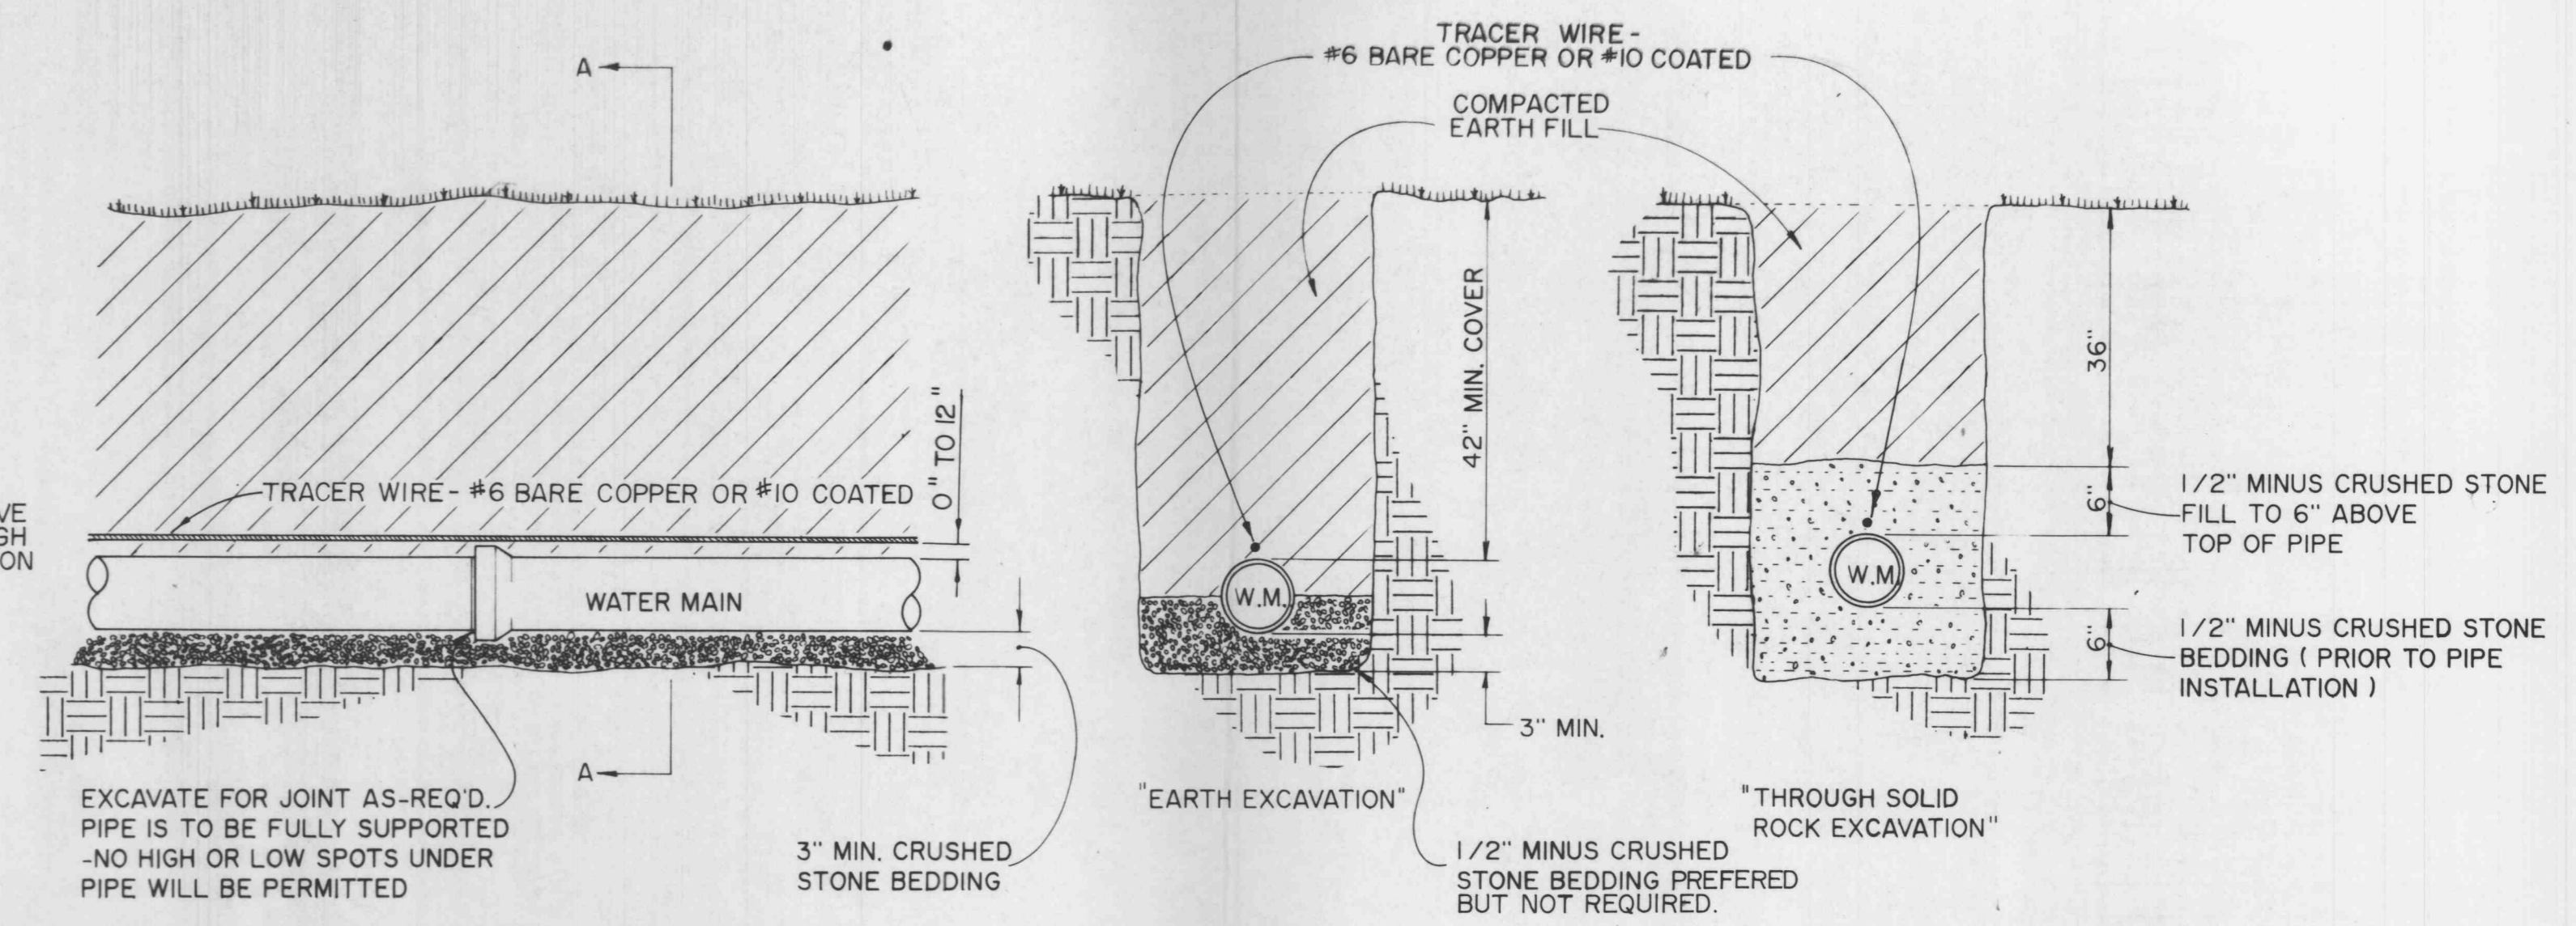 TRACER WIRE-
#6 BARE COPPER OR #10 COATED
COMPACTED
EARTH FILL
A
TRACER WIRE- #6 BARE COPPER OR #10 COATED
0" TO 12"
WATER MAIN
A
EXCAVATE FOR JOINT AS-REQ'D.
PIPE IS TO BE FULLY SUPPORTED
-NO HIGH OR LOW SPOTS UNDER
PIPE WILL BE PERMITTED
3" MIN. CRUSHED
STONE BEDDING
42" MIN. COVER
W.M.
3" MIN.
"EARTH EXCAVATION"
1/2" MINUS CRUSHED
STONE BEDDING PREFERED
BUT NOT REQUIRED.
36"
6"
W.M.
6"
1/2" MINUS CRUSHED STONE
FILL TO 6" ABOVE
TOP OF PIPE
1/2" MINUS CRUSHED STONE
BEDDING ( PRIOR TO PIPE
INSTALLATION )
"THROUGH SOLID
ROCK EXCAVATION"